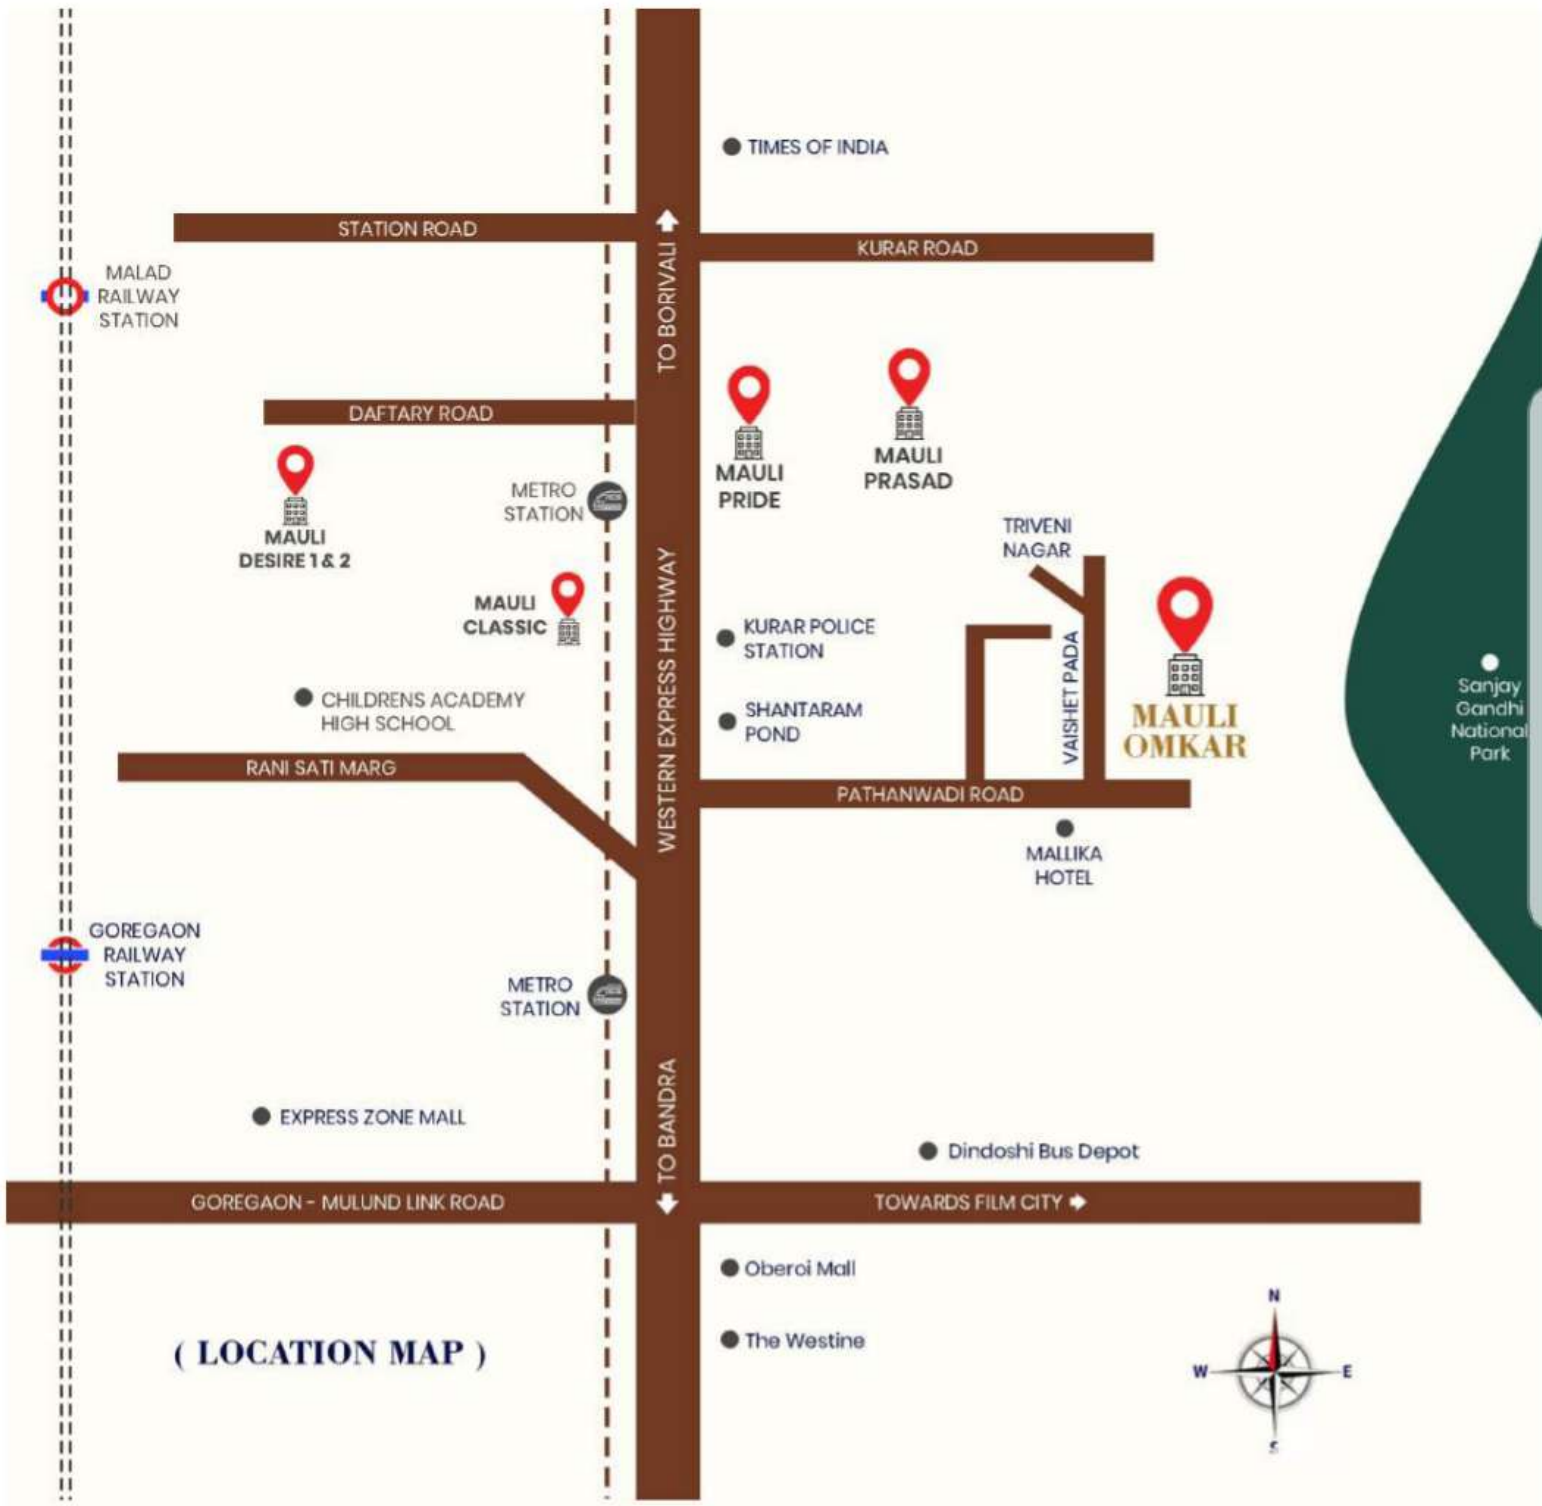 TIMES OF INDIA
STATION ROAD
KURAR ROAD
TO BORIVALI
MALAD
RAILWAY
STATION
DAFTARY ROAD
MAULI
PRIDE
MAULI
PRASAD
METRO
STATION
MAULI
DESIRE 1 & 2
TRIVENI
NAGAR
MAULI
CLASSIC
WESTERN EXPRESS HIGHWAY
KURAR POLICE
STATION
VAISHET PADA
MAULI
OMKAR
Sanjay
Gandhi
National
Park
CHILDRENS ACADEMY
HIGH SCHOOL
SHANTARAM
POND
RANI SATI MARG
PATHANWADI ROAD
MALLIKA
HOTEL
GOREGAON
RAILWAY
STATION
METRO
STATION
TO BANDRA
EXPRESS ZONE MALL
Dindoshi Bus Depot
GOREGAON - MULUND LINK ROAD
TOWARDS FILM CITY
Oberoi Mall
The Westine
( LOCATION MAP )
N
W
E
S